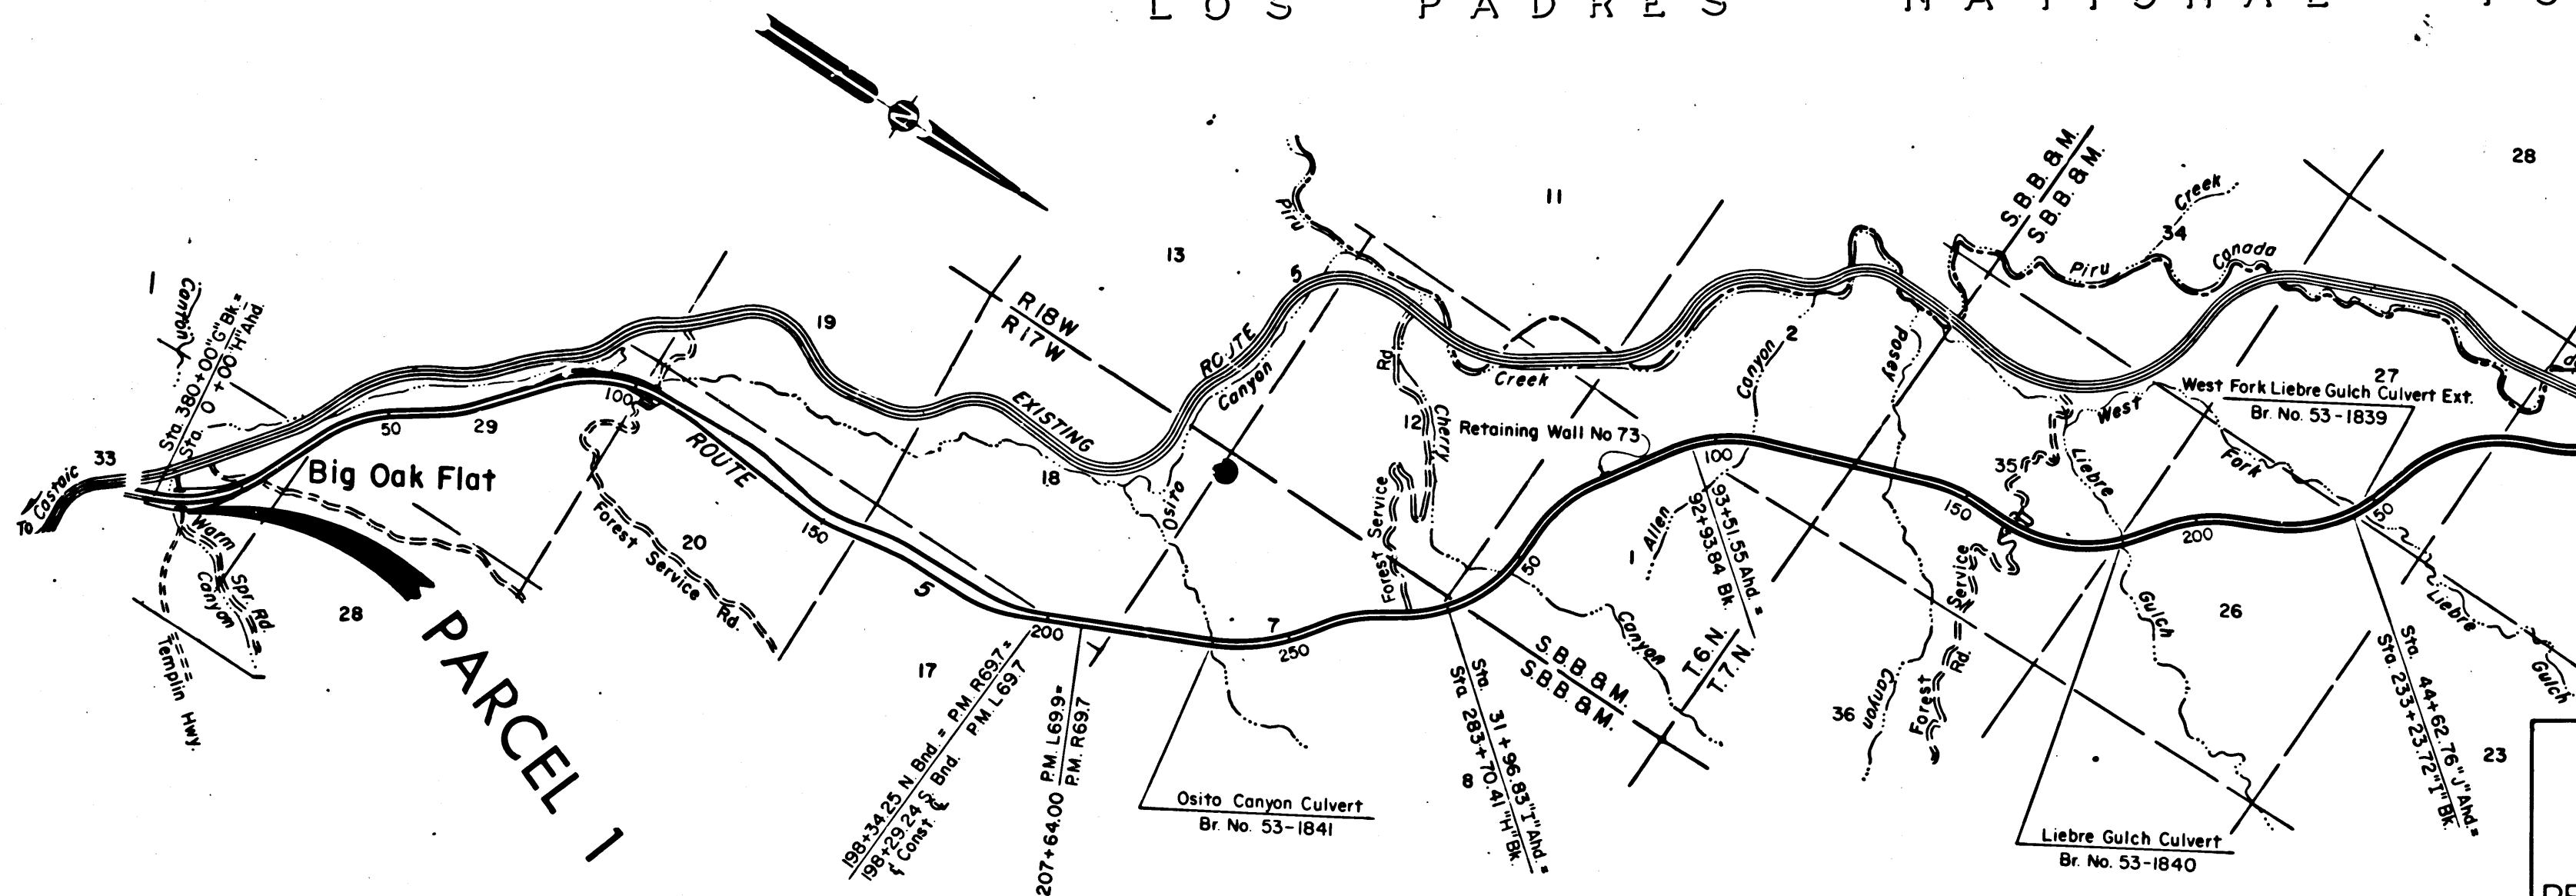 LOS PADRES NATIONAL
N
28
S.B.B. & M.
S.B.B. & M.
11
Piru
Creek
34
13
1
Canton
Sta. 380+00"G"Bk.=
Sta. 0+00"H"Ahd.
5
Piru
Canada
19
R18W
R17W
ROUTE
Canyon
EXISTING
Rd.
Creek
Canyon
2
Posey
27
West Fork Liebre Gulch Culvert Ext.
Br. No. 53-1839
West
Fork
100
50
29
ROUTE
12
Cherry
Retaining Wall No 73
100
33
To Castaic
Big Oak Flat
18
Osito
35
Liebre
Forest Service
93+51.55 Ahd.=
92+93.84 Bk.
150
50
Warm
Spr. Rd.
Canyon
Forest Service
Rd.
20
150
5
50
1
Allen
Service
Forest
Rd.
200
28
PARCEL 1
17
200
7
250
Canyon
T.6 N.
T.7 N.
Gulch
26
Liebre
Gulch
Templin Hwy.
S.B.B. & M.
S.B.B. & M.
36
Canyon
198+34.25 N. Bnd. = P.M. R69.7=
198+29.24 S. Bnd. P.M. L69.7
& Const. ℄
207+64.00 P.M. L69.9=
P.M. R69.7
Osito Canyon Culvert
Br. No. 53-1841
8
Sta. 31+96.83"I"Ahd.=
Sta 283+70.41"H"Bk.
Liebre Gulch Culvert
Br. No. 53-1840
Sta. 44+62.76"J"Ahd.=
Sta. 233+23.72"I"Bk.
23